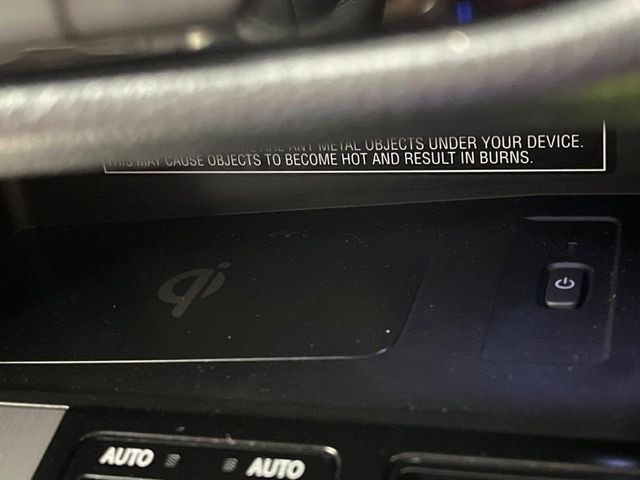 ANY METAL OBJECTS UNDER YOUR DEVICE.
THIS MAY CAUSE OBJECTS TO BECOME HOT AND RESULT IN BURNS.
qi
AUTO AUTO